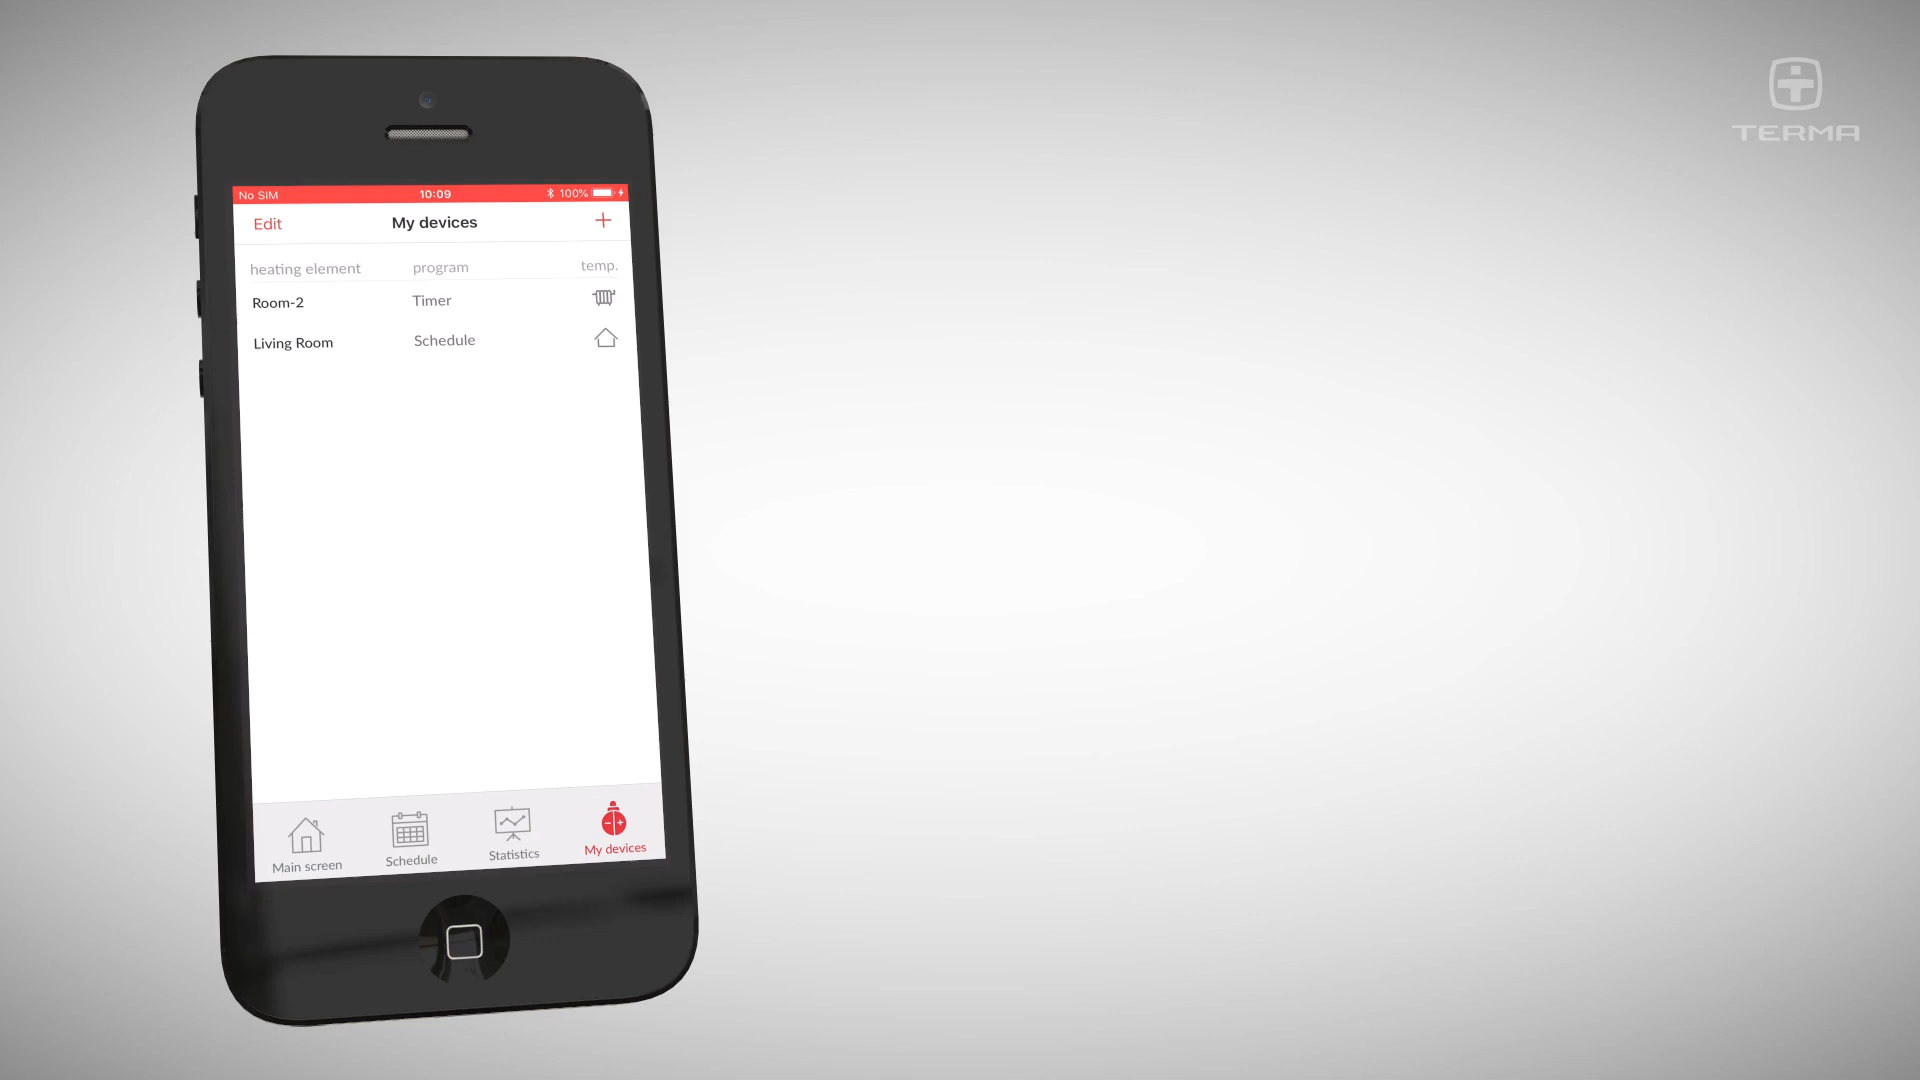 TERMA
No SIM 10:09 100%
Edit My devices +
heating element program temp.
Room-2 Timer
Living Room Schedule
Main screen Schedule Statistics My devices